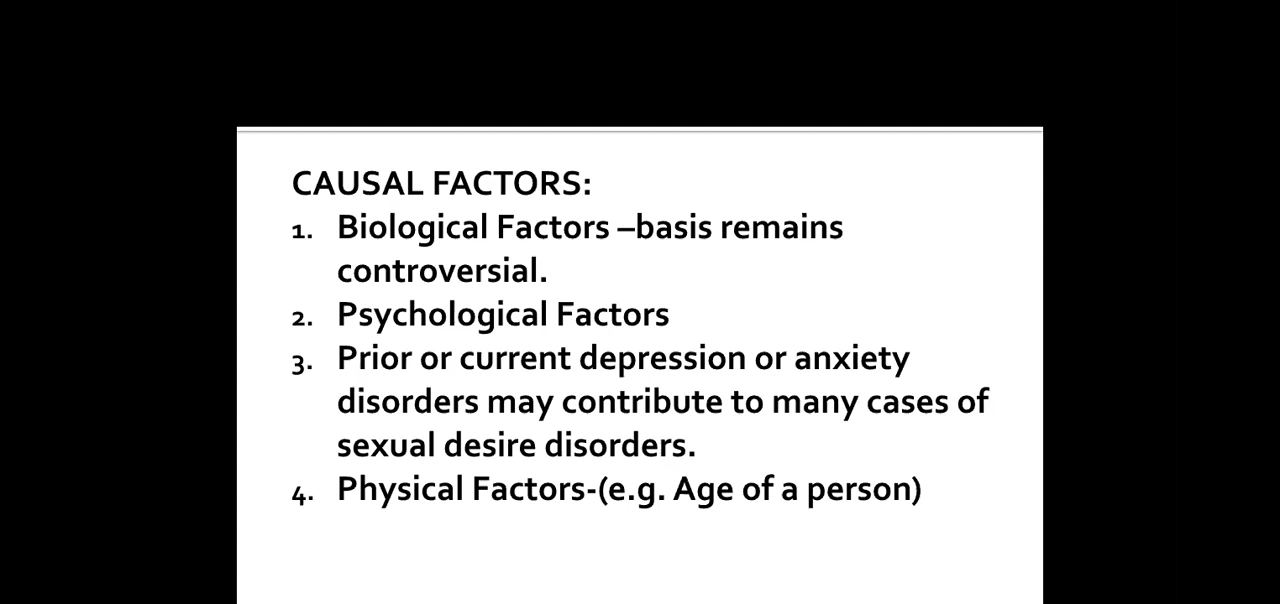 CAUSAL FACTORS:
1. Biological Factors –basis remains
controversial.
2. Psychological Factors
3. Prior or current depression or anxiety
disorders may contribute to many cases of
sexual desire disorders.
4. Physical Factors-(e.g. Age of a person)